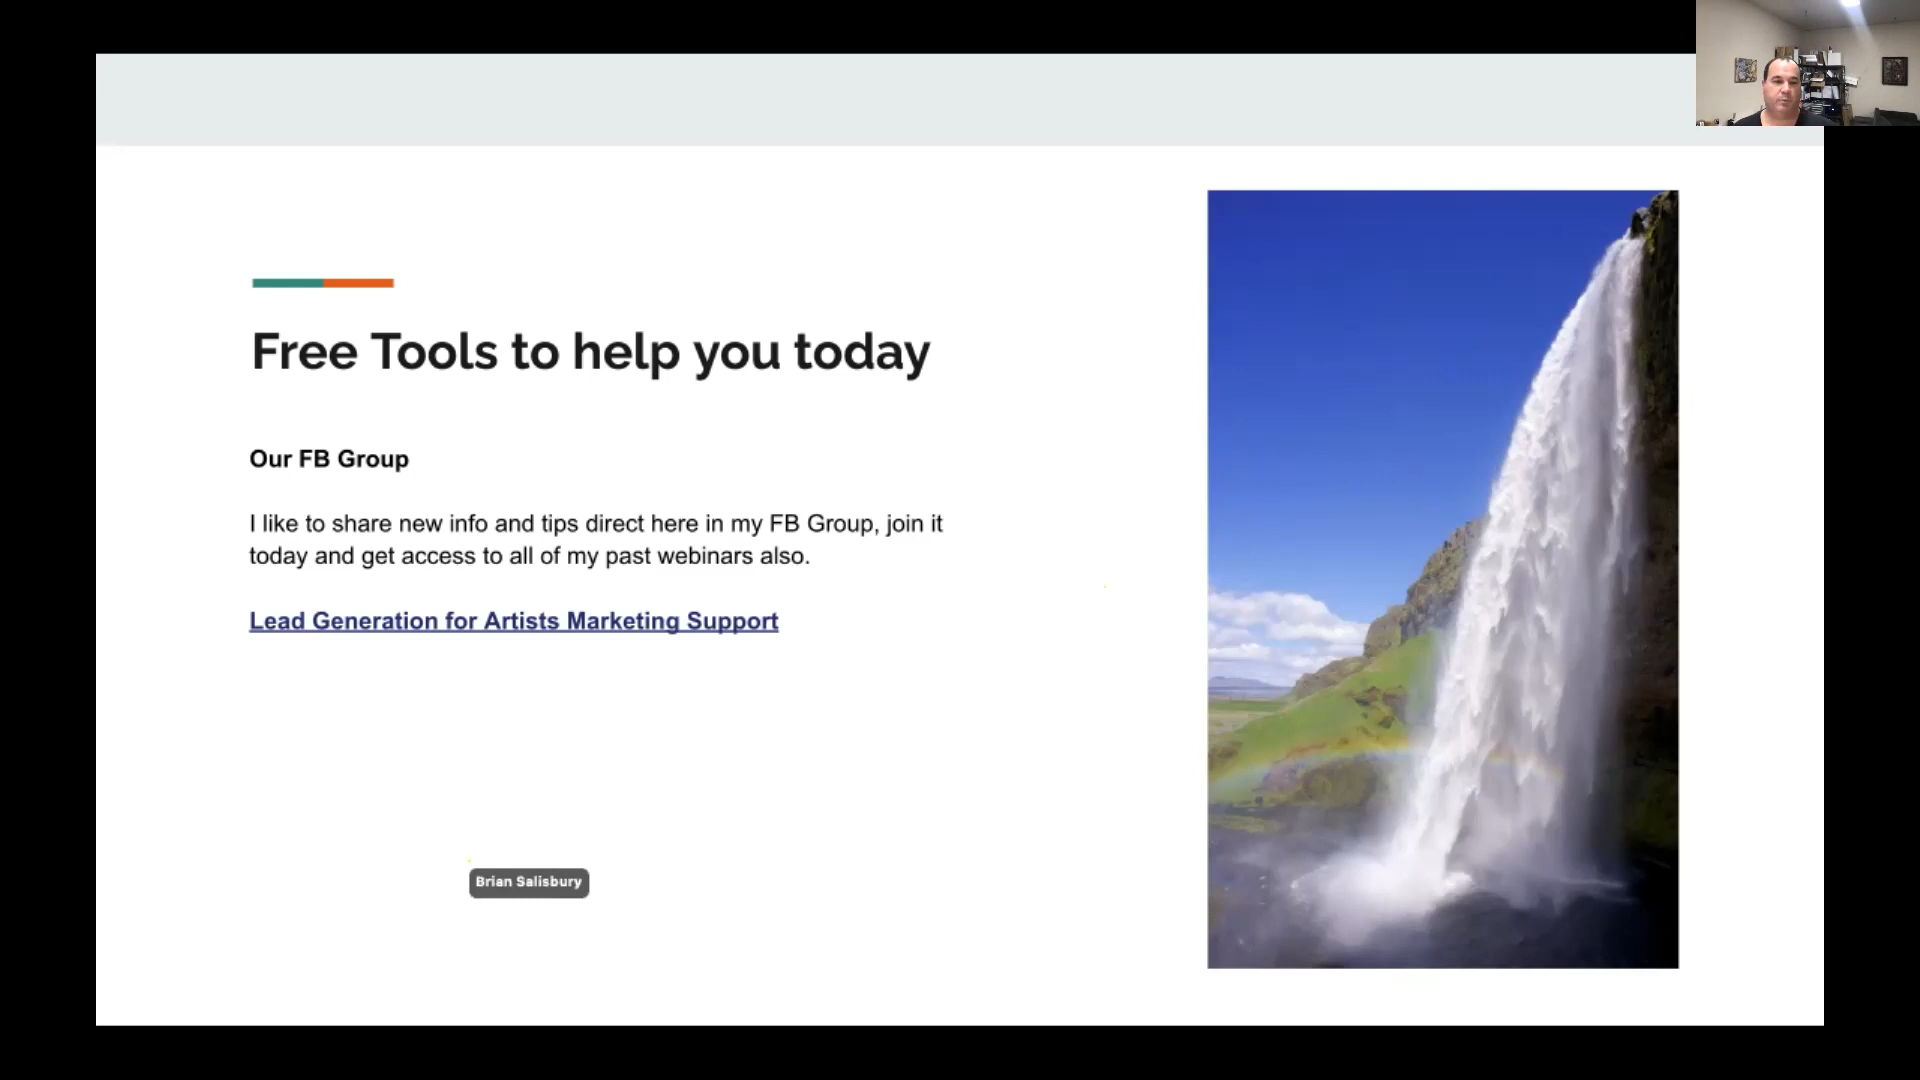 Free Tools to help you today
Our FB Group
I like to share new info and tips direct here in my FB Group, join it
today and get access to all of my past webinars also.
Lead Generation for Artists Marketing Support
Brian Salisbury